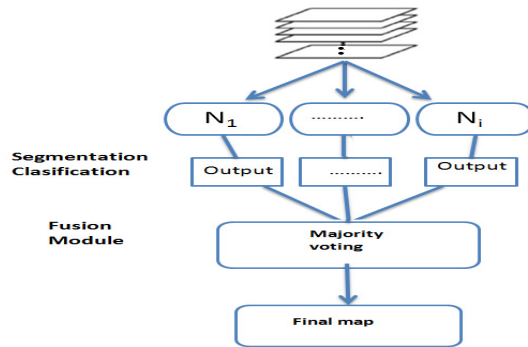 N1
..........
Ni
Segmentation
Clasification
Output
..........
Output
Fusion
Module
Majority
voting
Final map